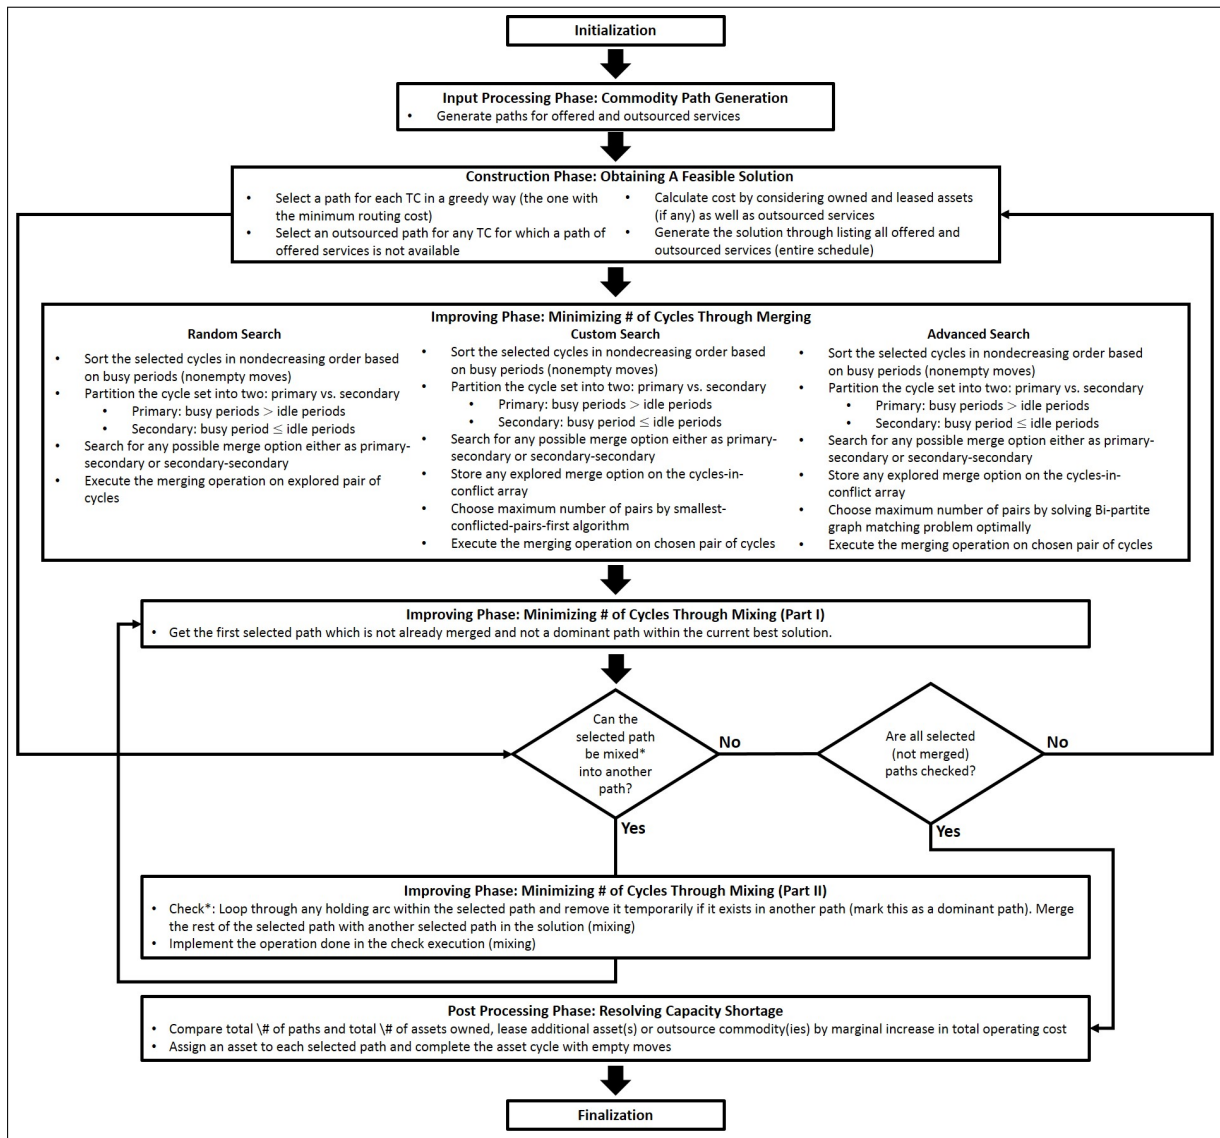 Initialization
Input Processing Phase: Commodity Path Generation
• Generate paths for offered and outsourced services
Construction Phase: Obtaining A Feasible Solution
• Select a path for each TC in a greedy way (the one with
the minimum routing cost)
• Select an outsourced path for any TC for which a path of
offered services is not available
• Calculate cost by considering owned and leased assets
(if any) as well as outsourced services
• Generate the solution through listing all offered and
outsourced services (entire schedule)
Improving Phase: Minimizing # of Cycles Through Merging
Random Search
• Sort the selected cycles in nondecreasing order based
on busy periods (nonempty moves)
• Partition the cycle set into two: primary vs. secondary
• Primary: busy periods > idle periods
• Secondary: busy period ≤ idle periods
• Search for any possible merge option either as primary-
secondary or secondary-secondary
• Execute the merging operation on explored pair of
cycles
Custom Search
• Sort the selected cycles in nondecreasing order based
on busy periods (nonempty moves)
• Partition the cycle set into two: primary vs. secondary
• Primary: busy periods > idle periods
• Secondary: busy period ≤ idle periods
• Search for any possible merge option either as primary-
secondary or secondary-secondary
• Store any explored merge option on the cycles-in-
conflict array
• Choose maximum number of pairs by smallest-
conflicted-pairs-first algorithm
• Execute the merging operation on chosen pair of cycles
Advanced Search
• Sort the selected cycles in nondecreasing order based
on busy periods (nonempty moves)
• Partition the cycle set into two: primary vs. secondary
• Primary: busy periods > idle periods
• Secondary: busy period ≤ idle periods
• Search for any possible merge option either as primary-
secondary or secondary-secondary
• Store any explored merge option on the cycles-in-
conflict array
• Choose maximum number of pairs by solving Bi-partite
graph matching problem optimally
• Execute the merging operation on chosen pair of cycles
Improving Phase: Minimizing # of Cycles Through Mixing (Part I)
• Get the first selected path which is not already merged and not a dominant path within the current best solution.
Can the
selected path
be mixed*
into another
path?
No
Yes
Are all selected
(not merged)
paths checked?
No
Yes
Improving Phase: Minimizing # of Cycles Through Mixing (Part II)
• Check*: Loop through any holding arc within the selected path and remove it temporarily if it exists in another path (mark this as a dominant path). Merge
the rest of the selected path with another selected path in the solution (mixing)
• Implement the operation done in the check execution (mixing)
Post Processing Phase: Resolving Capacity Shortage
• Compare total \# of paths and total \# of assets owned, lease additional asset(s) or outsource commodity(ies) by marginal increase in total operating cost
• Assign an asset to each selected path and complete the asset cycle with empty moves
Finalization